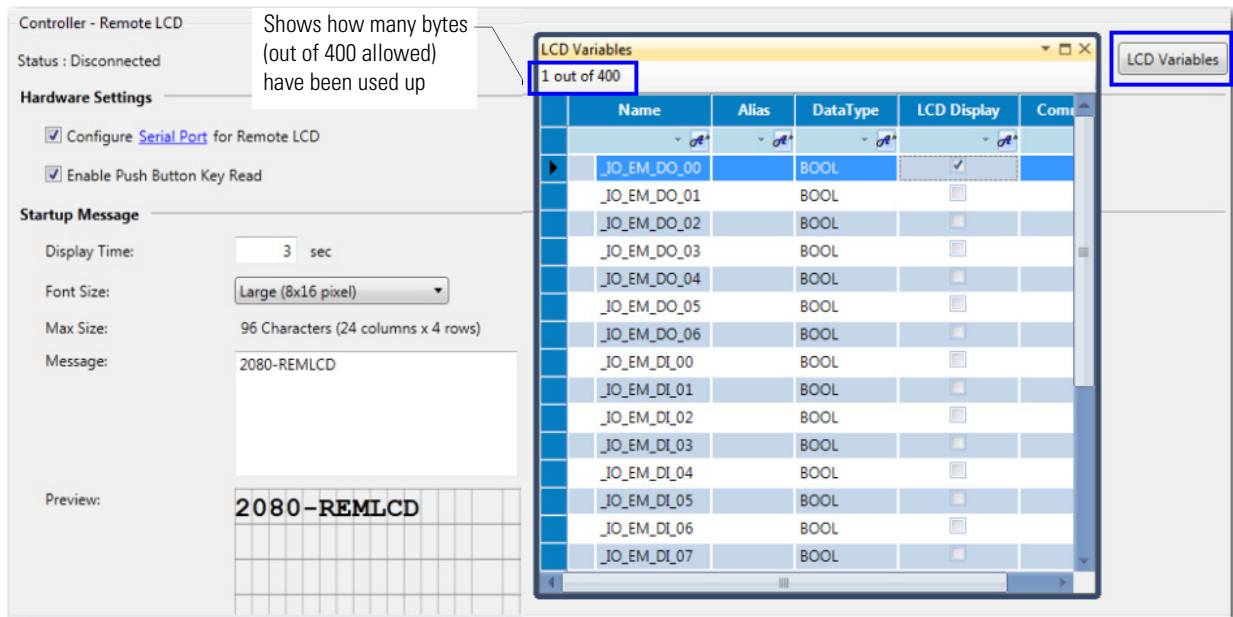 Controller - Remote LCD
Shows how many bytes
(out of 400 allowed)
have been used up
Status : Disconnected
Hardware Settings
Configure Serial Port for Remote LCD
Enable Push Button Key Read
Startup Message
Display Time:
3 sec
Font Size:
Large (8x16 pixel)
Max Size:
96 Characters (24 columns x 4 rows)
Message:
2080-REMLCD
Preview:
2080-REMLCD
LCD Variables
1 out of 400
Name Alias DataType LCD Display Com
_IO_EM_DO_00 BOOL
_IO_EM_DO_01 BOOL
_IO_EM_DO_02 BOOL
_IO_EM_DO_03 BOOL
_IO_EM_DO_04 BOOL
_IO_EM_DO_05 BOOL
_IO_EM_DO_06 BOOL
_IO_EM_DI_00 BOOL
_IO_EM_DI_01 BOOL
_IO_EM_DI_02 BOOL
_IO_EM_DI_03 BOOL
_IO_EM_DI_04 BOOL
_IO_EM_DI_05 BOOL
_IO_EM_DI_06 BOOL
_IO_EM_DI_07 BOOL
LCD Variables